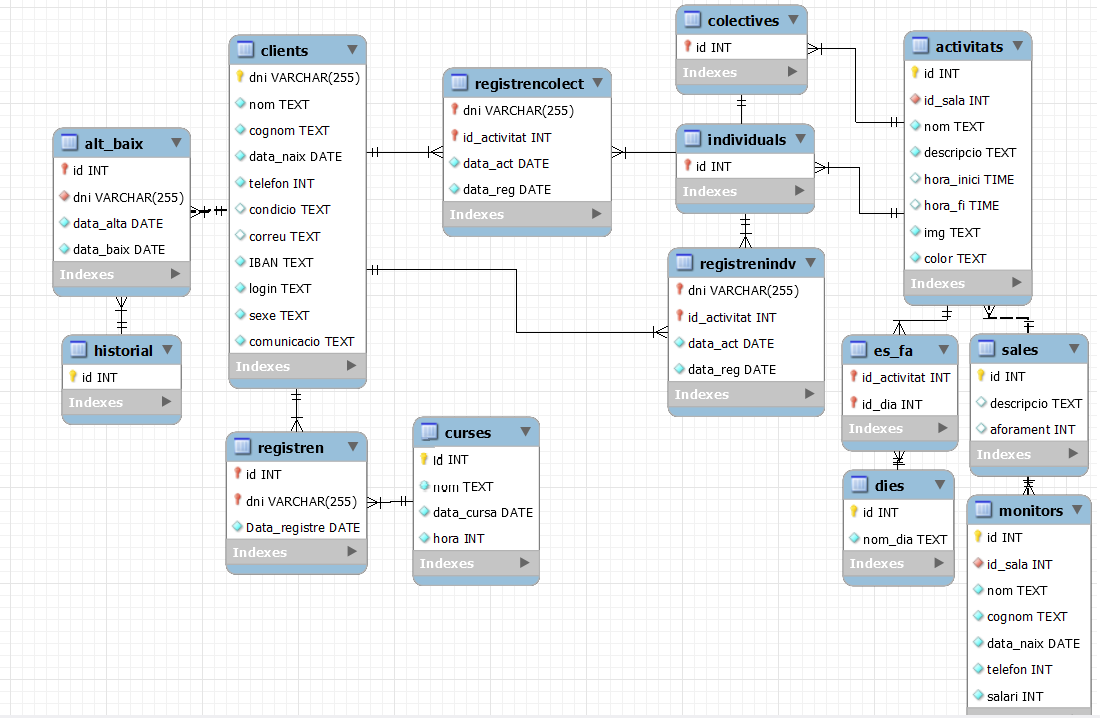 alt_baix
id INT
dni VARCHAR(255)
data_alta DATE
data_baix DATE
Indexes
historial
id INT
Indexes
clients
dni VARCHAR(255)
nom TEXT
cognom TEXT
data_naix DATE
telefon INT
condicio TEXT
correu TEXT
IBAN TEXT
login TEXT
sexe TEXT
comunicacio TEXT
Indexes
registren
id INT
dni VARCHAR(255)
Data_registre DATE
Indexes
curses
id INT
nom TEXT
data_cursa DATE
hora INT
Indexes
registrencolect
dni VARCHAR(255)
id_activitat INT
data_act DATE
data_reg DATE
Indexes
colectives
id INT
Indexes
individuals
id INT
Indexes
registrenindv
dni VARCHAR(255)
id_activitat INT
data_act DATE
data_reg DATE
Indexes
activitats
id INT
id_sala INT
nom TEXT
descripcio TEXT
hora_inici TIME
hora_fi TIME
img TEXT
color TEXT
Indexes
es_fa
id_activitat INT
id_dia INT
Indexes
dies
id INT
nom_dia TEXT
Indexes
sales
id INT
descripcio TEXT
aforament INT
Indexes
monitors
id INT
id_sala INT
nom TEXT
cognom TEXT
data_naix DATE
telefon INT
salari INT